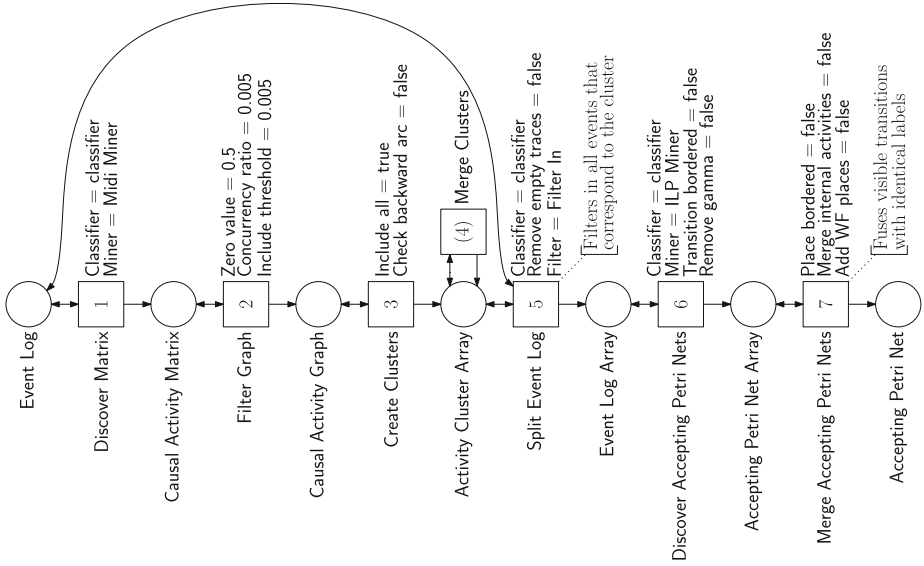 Event Log
1
Discover Matrix
Classifier = classifier
Miner = Midi Miner
Causal Activity Matrix
2
Filter Graph
Zero value = 0.5
Concurrency ratio = 0.005
Include threshold = 0.005
Causal Activity Graph
3
Create Clusters
Include all = true
Check backward arc = false
Activity Cluster Array
(4)
Merge Clusters
5
Split Event Log
Classifier = classifier
Remove empty traces = false
Filter = Filter In
Filters in all events that
correspond to the cluster
Event Log Array
6
Discover Accepting Petri Nets
Classifier = classifier
Miner = ILP Miner
Transition bordered = false
Remove gamma = false
Accepting Petri Net Array
7
Merge Accepting Petri Nets
Place bordered = false
Merge internal activities = false
Add WF places = false
Fuses visible transitions
with identical labels
Accepting Petri Net